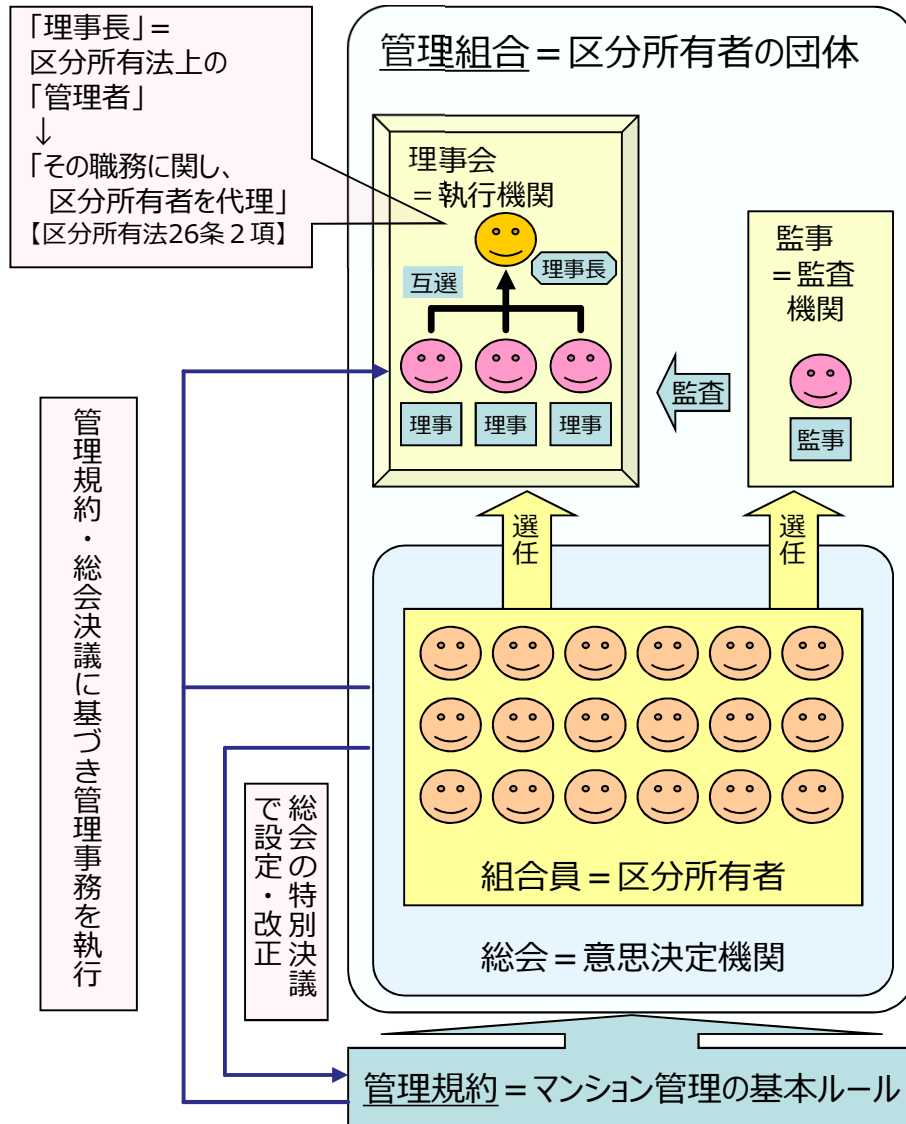 「理事長」＝
区分所有法上の
「管理者」
↓
「その職務に関し、
区分所有者を代理」
【区分所有法26条２項】
管理組合＝区分所有者の団体
理事会
＝執行機関
理事長
互選
理事
理事
理事
監査
監事
＝監査
機関
監事
選任
選任
組合員＝区分所有者
総会＝意思決定機関
管理規約・総会決議に基づき管理事務を執行
総会の特別決議
で設定・改正
管理規約＝マンション管理の基本ルール